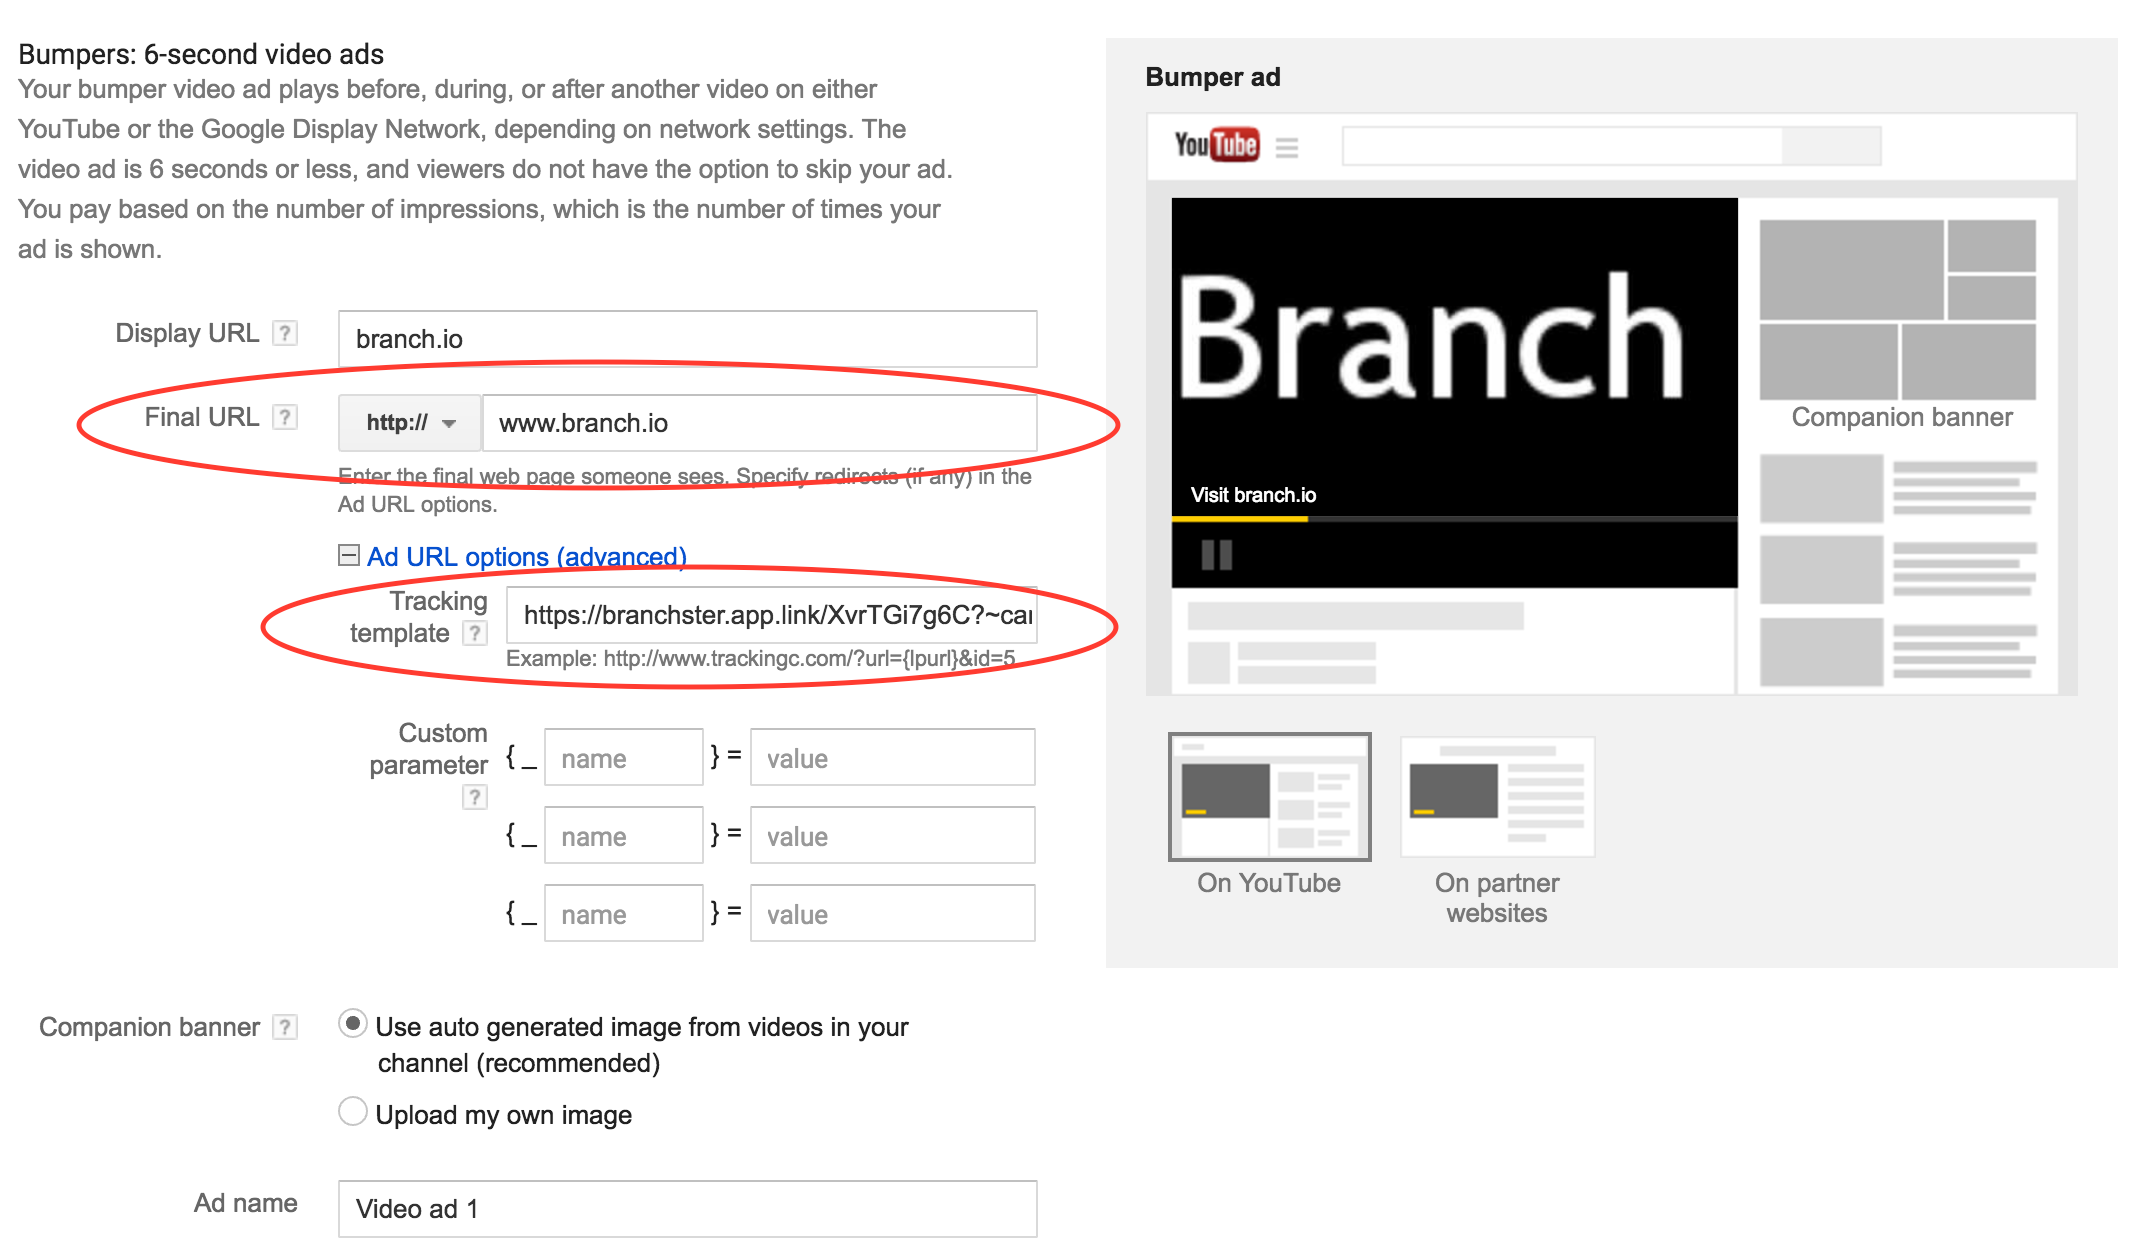 Bumpers: 6-second video ads
Your bumper video ad plays before, during, or after another video on either
YouTube or the Google Display Network, depending on network settings. The
video ad is 6 seconds or less, and viewers do not have the option to skip your ad.
You pay based on the number of impressions, which is the number of times your
ad is shown.
Display URL ?
branch.io
Final URL ?
http://
www.branch.io
Enter the final web page someone sees. Specify redirects (if any) in the
Ad URL options.
Ad URL options (advanced)
Tracking
template ?
https://branchster.app.link/XvrTGi7g6C?~car
Example: http://www.trackingc.com/?url={lpurl}&id=5
Custom
parameter
?
{ _ name } = value
{ _ name } = value
{ _ name } = value
Companion banner ?
Use auto generated image from videos in your
channel (recommended)
Upload my own image
Ad name
Video ad 1
Bumper ad
YouTube
Branch
Visit branch.io
Companion banner
On YouTube
On partner
websites